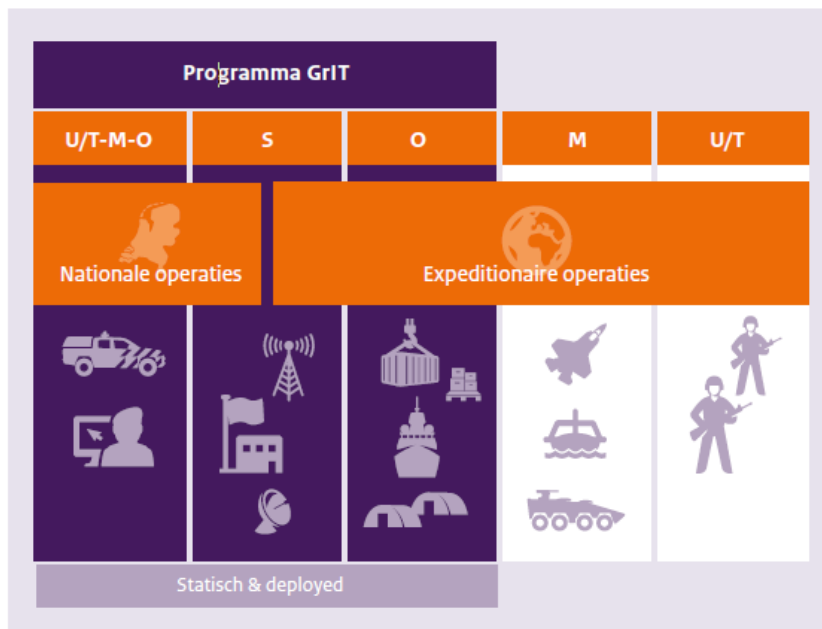 Programma GrIT
U/T-M-O
S
O
M
U/T
Nationale operaties
Expeditionaire operaties
Statisch & deployed